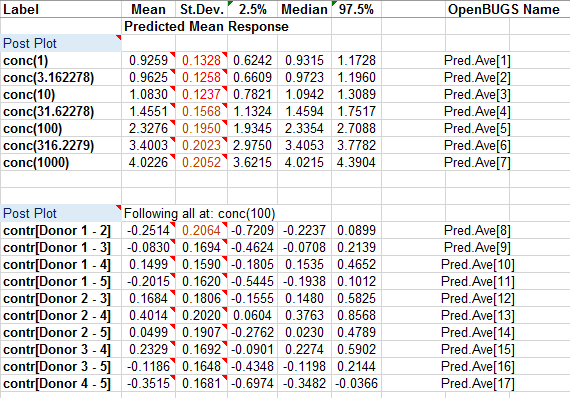 Label Mean St.Dev. 2.5% Median 97.5% OpenBUGS Name
Predicted Mean Response
Post Plot
conc(1) 0.9259 0.1328 0.6242 0.9315 1.1728 Pred.Ave[1]
conc(3.162278) 0.9625 0.1258 0.6609 0.9723 1.1960 Pred.Ave[2]
conc(10) 1.0830 0.1237 0.7821 1.0942 1.3089 Pred.Ave[3]
conc(31.62278) 1.4551 0.1568 1.1324 1.4594 1.7517 Pred.Ave[4]
conc(100) 2.3276 0.1950 1.9345 2.3354 2.7088 Pred.Ave[5]
conc(316.2279) 3.4003 0.2023 2.9750 3.4053 3.7782 Pred.Ave[6]
conc(1000) 4.0226 0.2052 3.6215 4.0215 4.3904 Pred.Ave[7]
Post Plot Following all at: conc(100)
contr[Donor 1 - 2] -0.2514 0.2064 -0.7209 -0.2237 0.0899 Pred.Ave[8]
contr[Donor 1 - 3] -0.0830 0.1694 -0.4624 -0.0708 0.2139 Pred.Ave[9]
contr[Donor 1 - 4] 0.1499 0.1590 -0.1805 0.1535 0.4652 Pred.Ave[10]
contr[Donor 1 - 5] -0.2015 0.1620 -0.5445 -0.1938 0.1012 Pred.Ave[11]
contr[Donor 2 - 3] 0.1684 0.1806 -0.1555 0.1480 0.5825 Pred.Ave[12]
contr[Donor 2 - 4] 0.4014 0.2020 0.0604 0.3763 0.8568 Pred.Ave[13]
contr[Donor 2 - 5] 0.0499 0.1907 -0.2762 0.0230 0.4789 Pred.Ave[14]
contr[Donor 3 - 4] 0.2329 0.1692 -0.0901 0.2274 0.5902 Pred.Ave[15]
contr[Donor 3 - 5] -0.1186 0.1648 -0.4348 -0.1198 0.2144 Pred.Ave[16]
contr[Donor 4 - 5] -0.3515 0.1681 -0.6974 -0.3482 -0.0366 Pred.Ave[17]